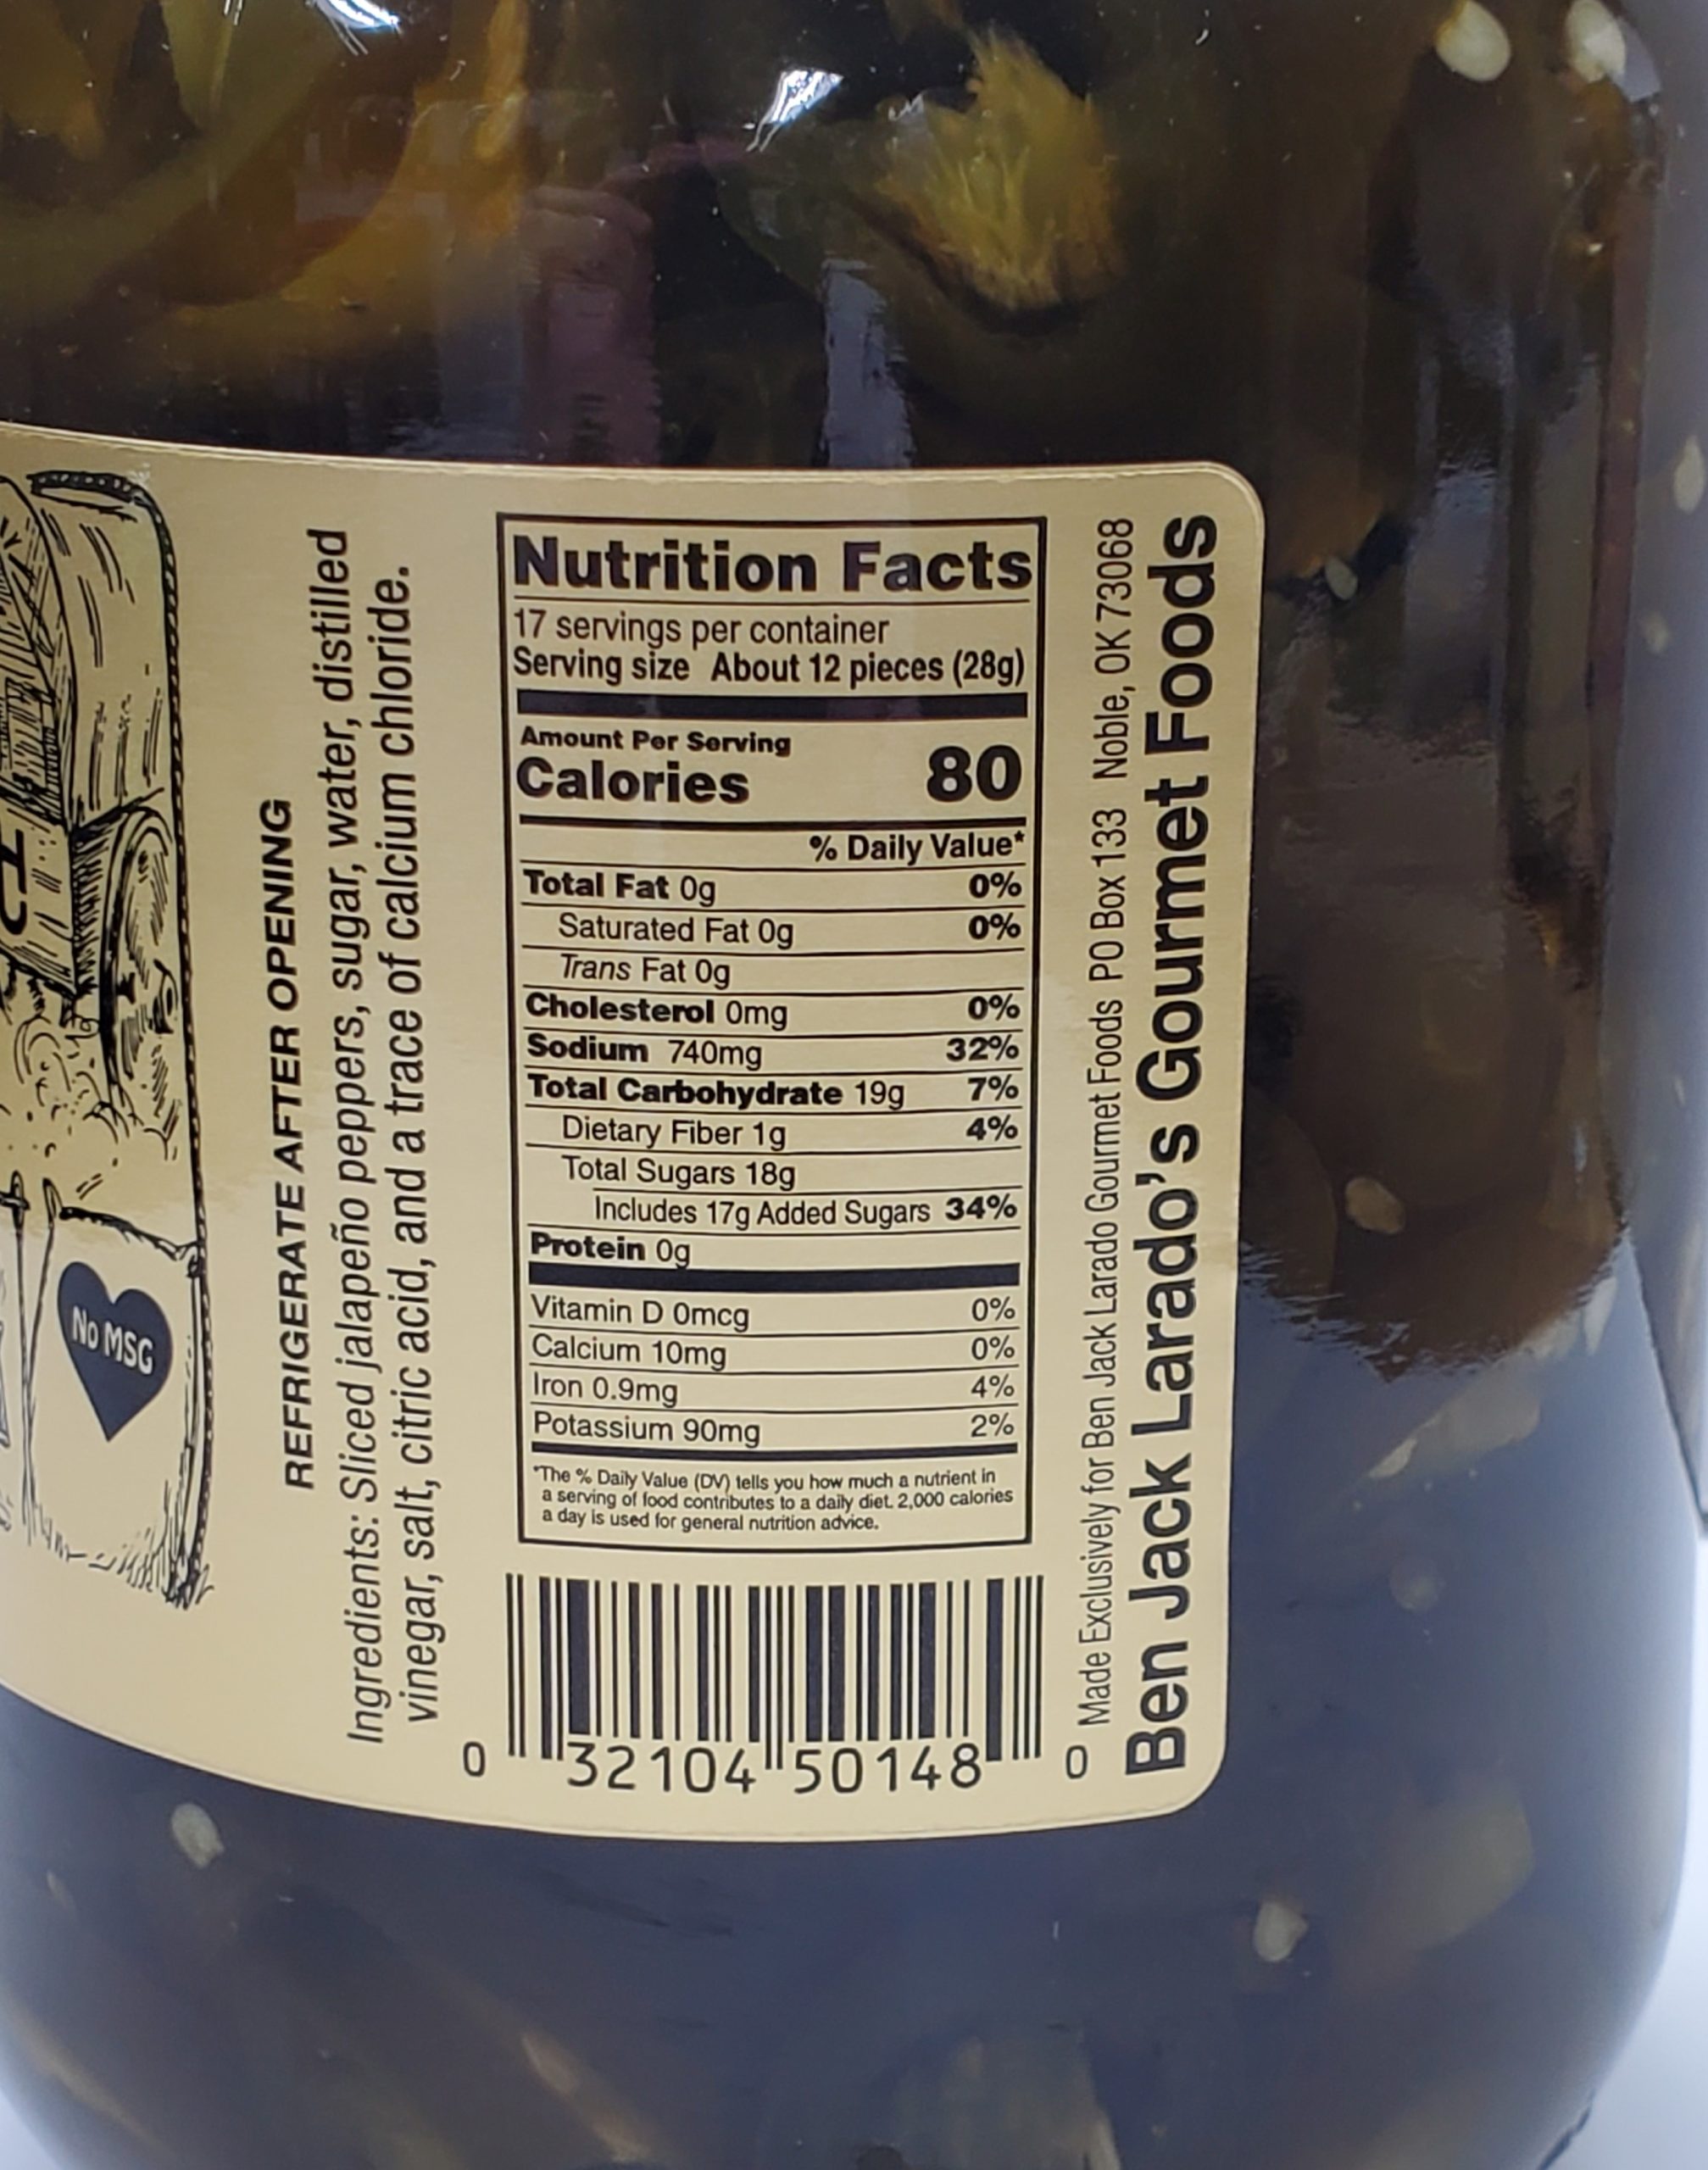 No MSG
REFRIGERATE AFTER OPENING
Ingredients: Sliced jalapeño peppers, sugar, water, distilled
vinegar, salt, citric acid, and a trace of calcium chloride.
Nutrition Facts
17 servings per container
Serving size About 12 pieces (28g)
Amount Per Serving
Calories 80
% Daily Value*
Total Fat 0g 0%
Saturated Fat 0g 0%
Trans Fat 0g
Cholesterol 0mg 0%
Sodium 740mg 32%
Total Carbohydrate 19g 7%
Dietary Fiber 1g 4%
Total Sugars 18g
Includes 17g Added Sugars 34%
Protein 0g
Vitamin D 0mcg 0%
Calcium 10mg 0%
Iron 0.9mg 4%
Potassium 90mg 2%
*The % Daily Value (DV) tells you how much a nutrient in
a serving of food contributes to a daily diet. 2,000 calories
a day is used for general nutrition advice.
0 32104 50148 0
Made Exclusively for Ben Jack Larado Gourmet Foods PO Box 133 Noble, OK 73068
Ben Jack Larado's Gourmet Foods